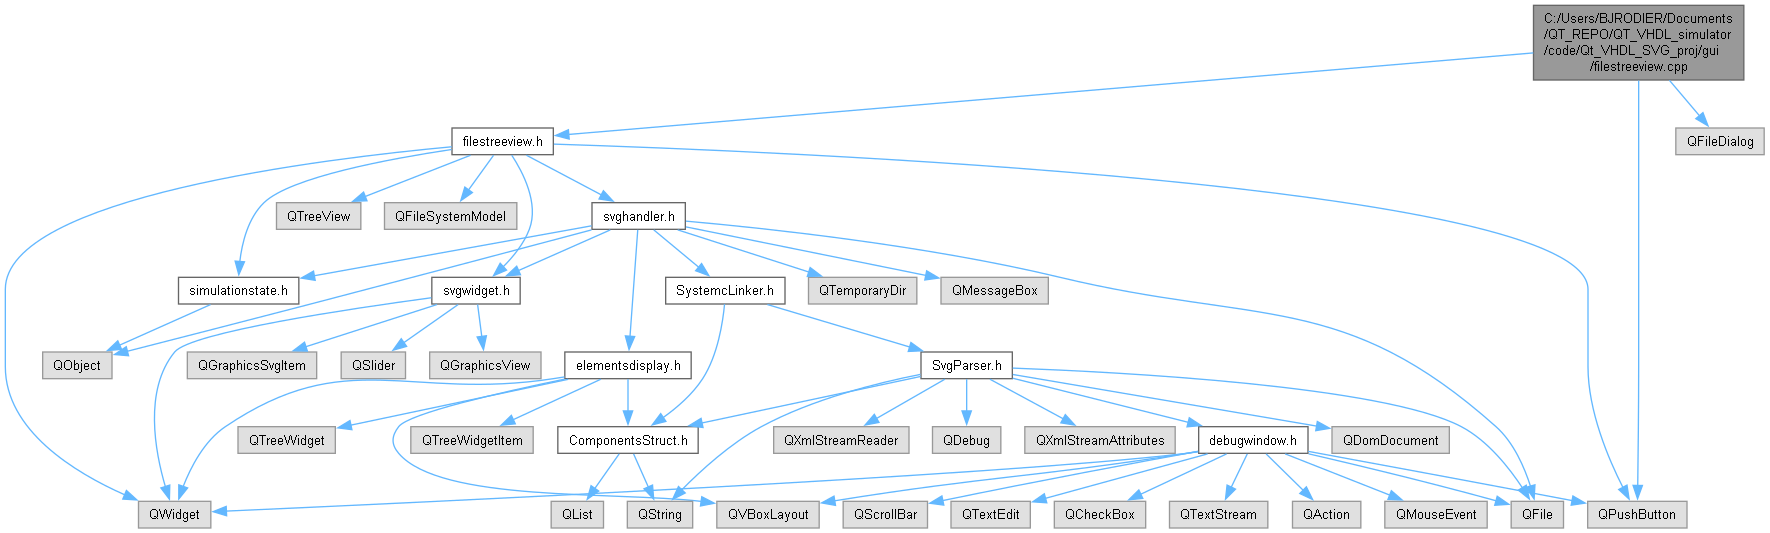 C:/Users/BJRODIER/Documents
/QT_REPO/QT_VHDL_simulator
/code/Qt_VHDL_SVG_proj/gui
/filestreeview.cpp
filestreeview.h
QFileDialog
QTreeView
QFileSystemModel
svghandler.h
simulationstate.h
svgwidget.h
SystemcLinker.h
QTemporaryDir
QMessageBox
QObject
QGraphicsSvgItem
QSlider
QGraphicsView
elementsdisplay.h
SvgParser.h
QTreeWidget
QTreeWidgetItem
ComponentsStruct.h
QXmlStreamReader
QDebug
QXmlStreamAttributes
debugwindow.h
QDomDocument
QWidget
QList
QString
QVBoxLayout
QScrollBar
QTextEdit
QCheckBox
QTextStream
QAction
QMouseEvent
QFile
QPushButton